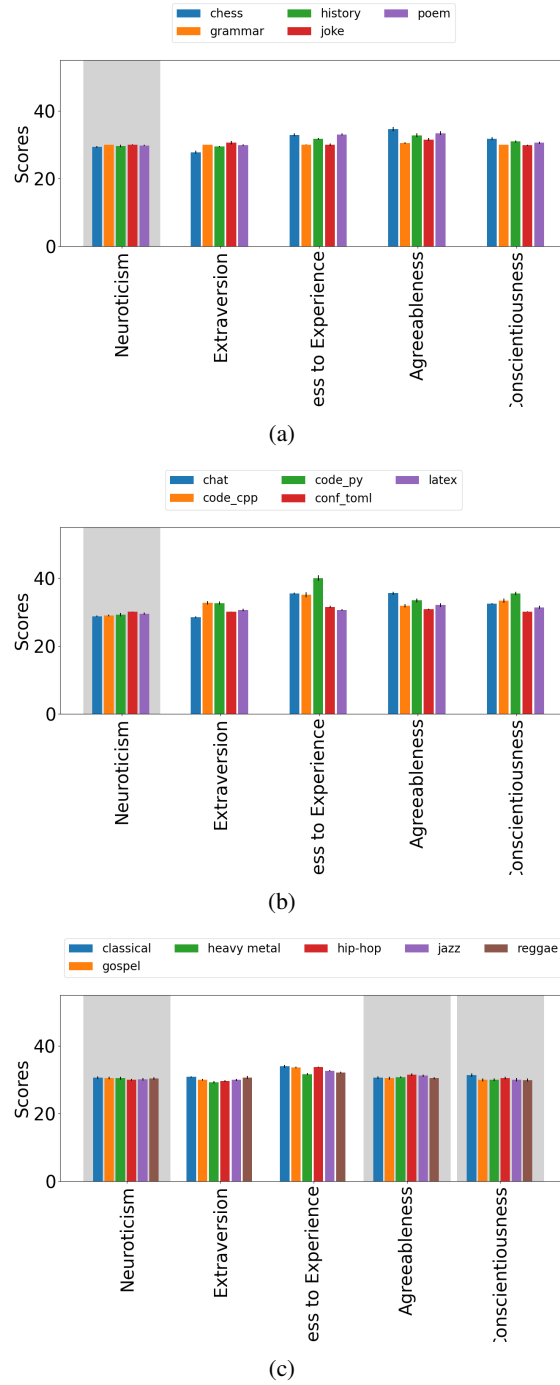 chess history poem
grammar joke
Scores
40
20
0
Neuroticism
Extraversion
ess to Experience
Agreeableness
Conscientiousness
(a)
chat code_py latex
code_cpp conf_toml
Scores
40
20
0
Neuroticism
Extraversion
ess to Experience
Agreeableness
Conscientiousness
(b)
classical heavy metal hip-hop jazz reggae
gospel
Scores
40
20
0
Neuroticism
Extraversion
ess to Experience
Agreeableness
Conscientiousness
(c)